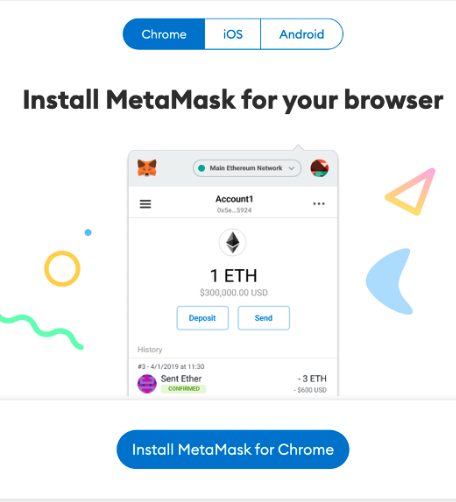 Chrome
iOS
Android
Install MetaMask for your browser
Main Ethereum Network
Account1
0x5e...5924
1 ETH
$300,000.00 USD
Deposit
Send
History
#3 - 4/1/2019 at 11:30
Sent Ether
- 3 ETH
CONFIRMED
- $600 USD
Install MetaMask for Chrome